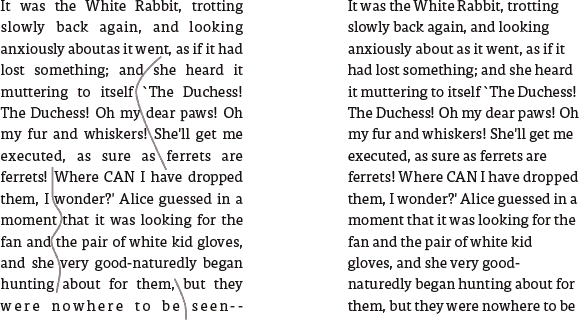 It was the White Rabbit, trotting
slowly back again, and looking
anxiously about as it went, as if it had
lost something; and she heard it
muttering to itself `The Duchess!
The Duchess! Oh my dear paws! Oh
my fur and whiskers! She'll get me
executed, as sure as ferrets are
ferrets! Where CAN I have dropped
them, I wonder?' Alice guessed in a
moment that it was looking for the
fan and the pair of white kid gloves,
and she very good-naturedly began
hunting about for them, but they
were nowhere to be seen--
It was the White Rabbit, trotting
slowly back again, and looking
anxiously about as it went, as if it
had lost something; and she heard
it muttering to itself `The Duchess!
The Duchess! Oh my dear paws! Oh
my fur and whiskers! She'll get me
executed, as sure as ferrets are
ferrets! Where CAN I have dropped
them, I wonder?' Alice guessed in a
moment that it was looking for the
fan and the pair of white kid
gloves, and she very good-
naturedly began hunting about for
them, but they were nowhere to be